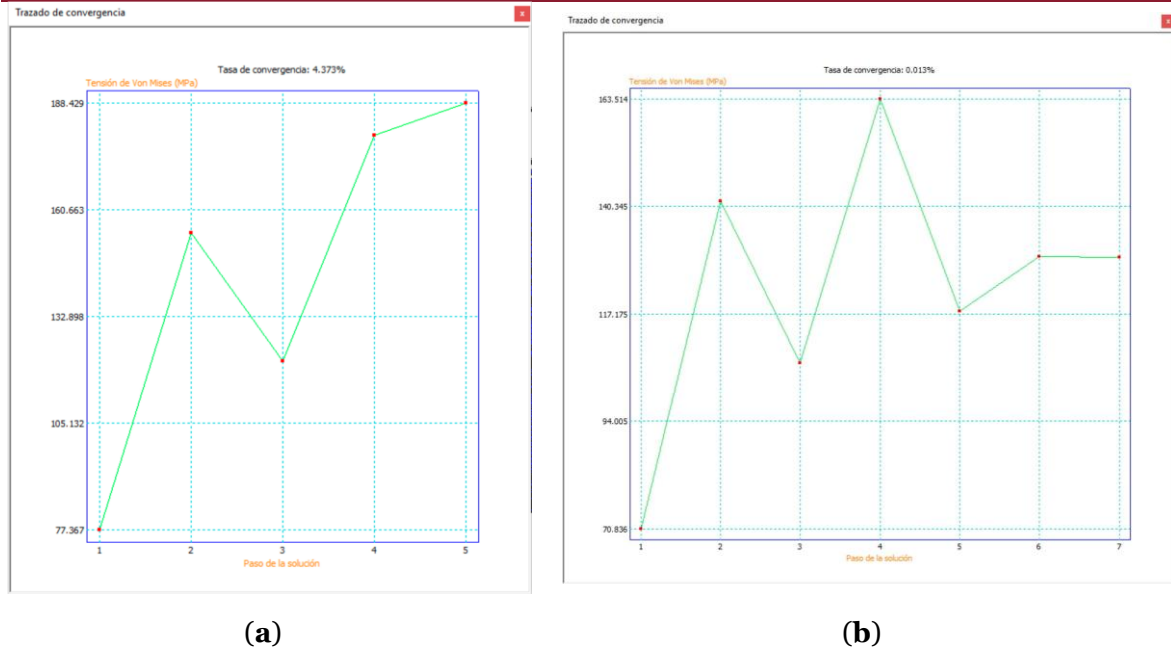 Trazado de convergencia
x
Tasa de convergencia: 4.373%
Tensión de Von Mises (MPa)
188.429
160.663
132.898
105.132
77.367
1 2 3 4 5
Paso de la solución
(a)
Trazado de convergencia
x
Tasa de convergencia: 0.013%
Tensión de Von Mises (MPa)
163.514
140.345
117.175
94.005
70.836
1 2 3 4 5 6 7
Paso de la solución
(b)